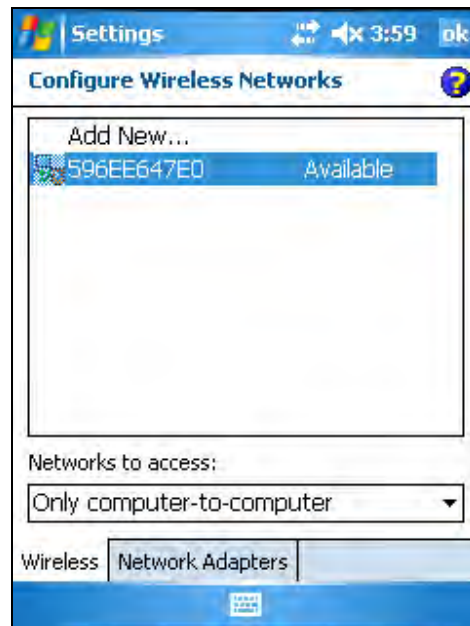 Settings 3:59 ok
Configure Wireless Networks ?
Add New...
596EE647E0 Available
Networks to access:
Only computer-to-computer
Wireless Network Adapters